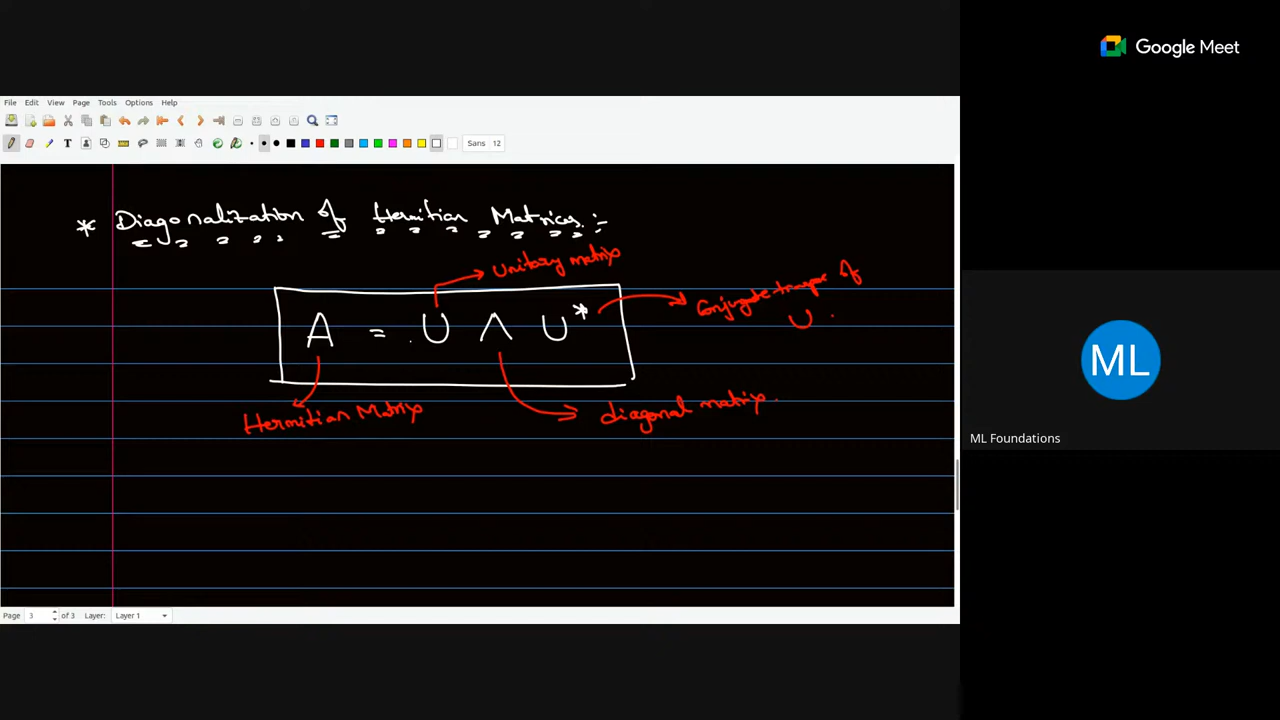 Google Meet
File Edit View Page Tools Options Help
Sans 12
* Diagonalization of Hermitian Matrices :-
Unitary matrix
Conjugate transpose of
U.
A = U Λ U*
Hermitian Matrix
diagonal matrix.
ML
ML Foundations
Page 3 of 3 Layer: Layer 1